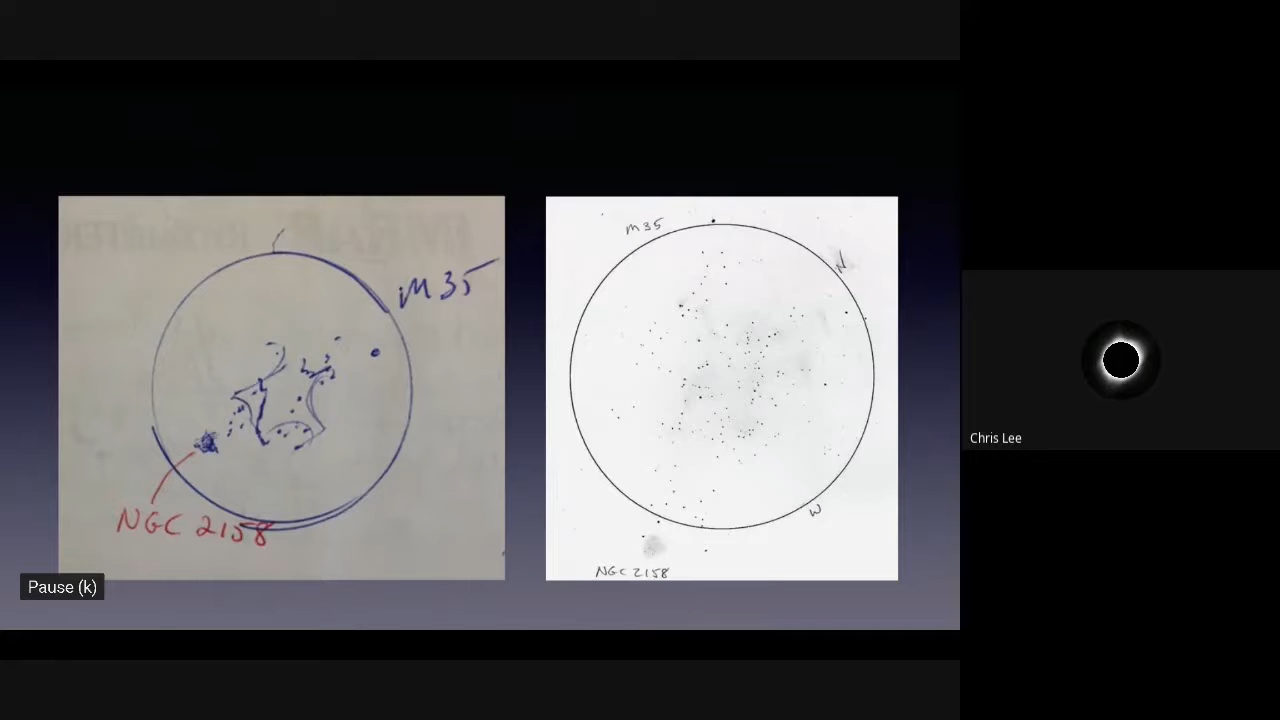 M35
NGC 2158
M35
N
W
NGC 2158
Pause (k)
Chris Lee